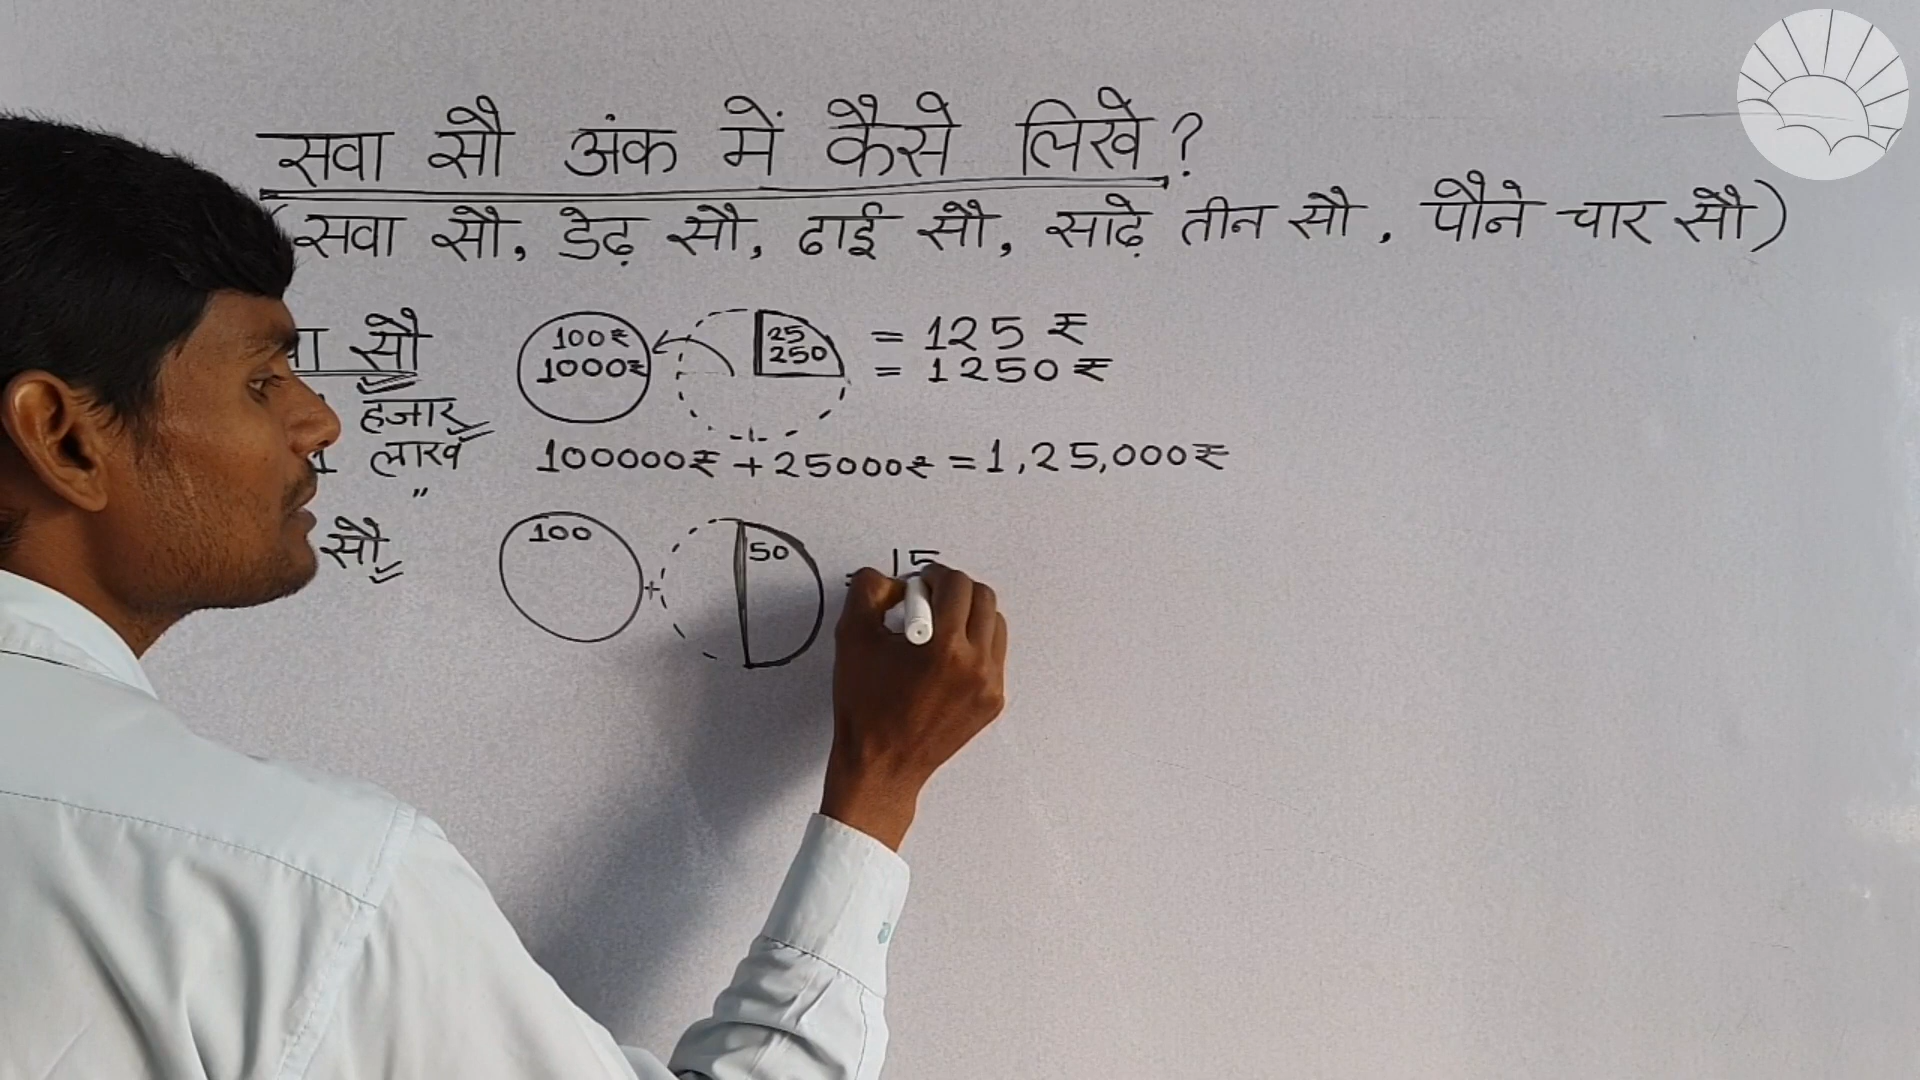 सवा सौ अंक में कैसे लिखे?
(सवा सौ, डेढ़ सौ, ढाई सौ, साढ़े तीन सौ, पौने चार सौ)
सौ 100₹ 25 = 125 ₹
1000₹ 250 = 1250 ₹
हजार
लाख 100000₹ + 25000₹ = 1,25,000₹
"
सौ 100 + 50 = 15